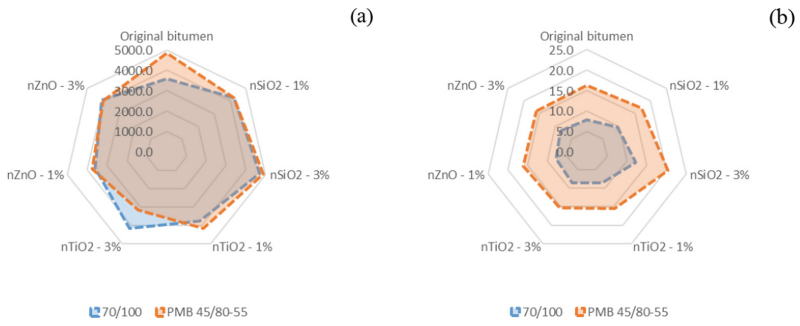 (a)
Original bitumen
5000.0
4000.0
3000.0
2000.0
1000.0
0.0
nSiO2 - 1%
nSiO2 - 3%
nTiO2 - 1%
nTiO2 - 3%
nZnO - 1%
nZnO - 3%
70/100
PMB 45/80-55
(b)
Original bitumen
25.0
20.0
15.0
10.0
5.0
0.0
nSiO2 - 1%
nSiO2 - 3%
nTiO2 - 1%
nTiO2 - 3%
nZnO - 1%
nZnO - 3%
70/100
PMB 45/80-55